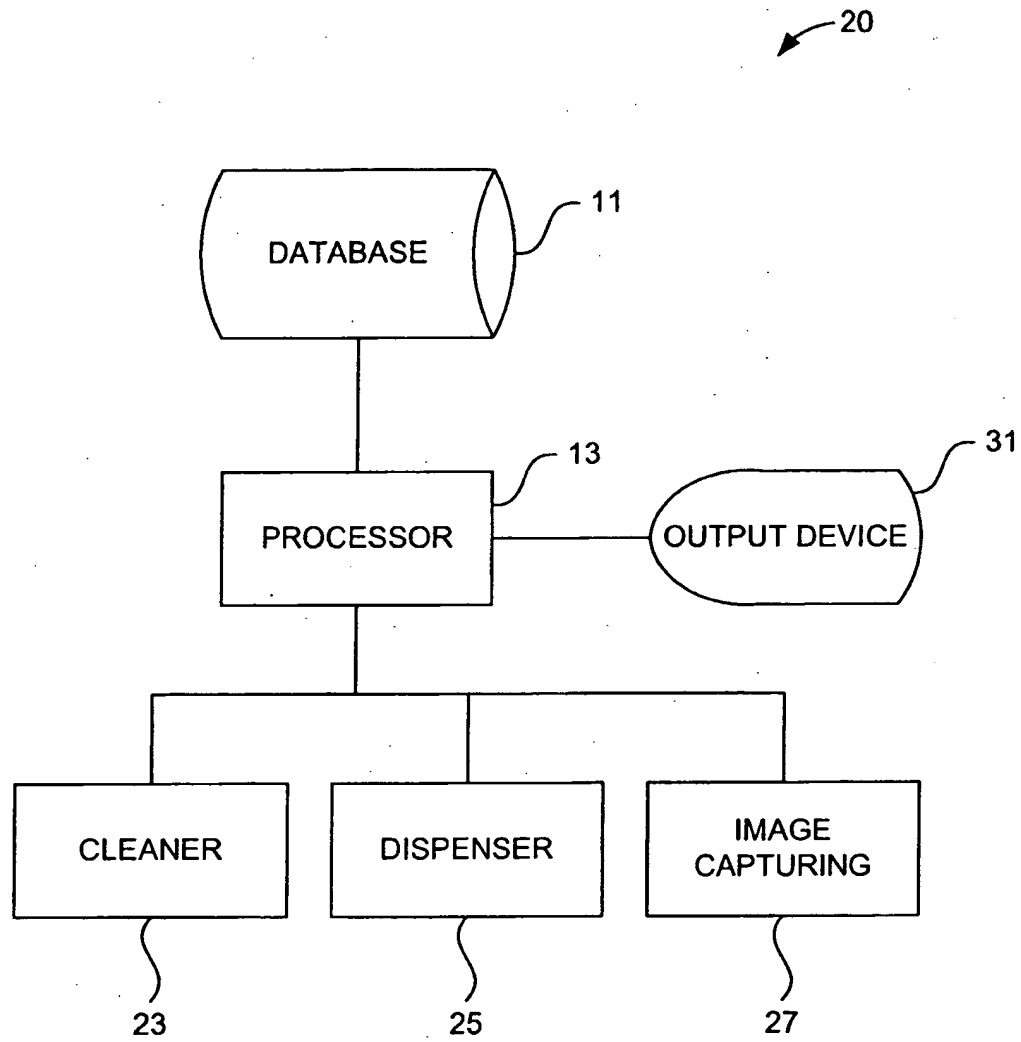 20
DATABASE
11
PROCESSOR
13
OUTPUT DEVICE
31
CLEANER
DISPENSER
IMAGE
CAPTURING
23
25
27